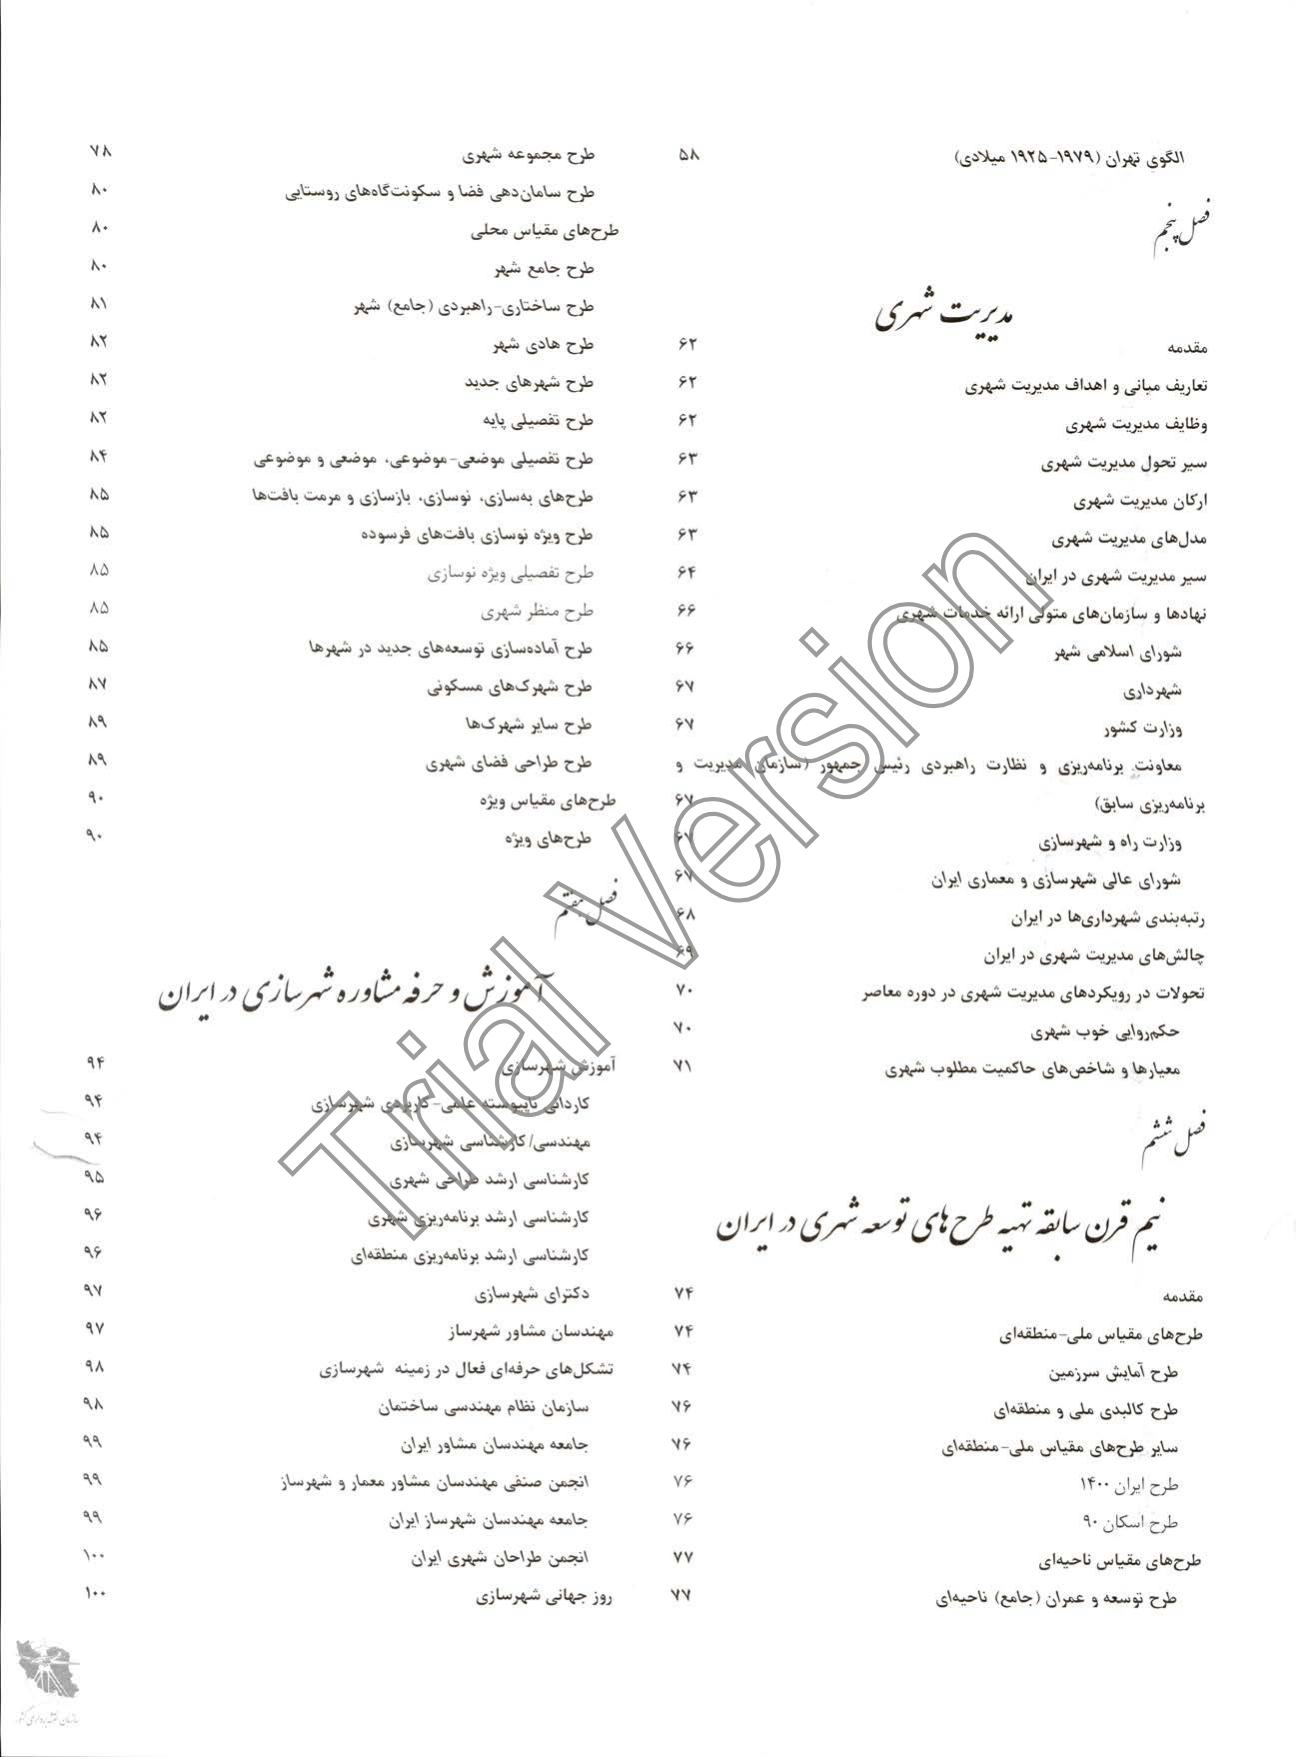 الگوی تهران (۱۹۷۹-۱۹۲۵ میلادی) ۵۸
فصل پنجم
مدیریت شهری
مقدمه ۶۲
تعاریف مبانی و اهداف مدیریت شهری ۶۲
وظایف مدیریت شهری ۶۲
سیر تحول مدیریت شهری ۶۳
ارکان مدیریت شهری ۶۳
مدل‌های مدیریت شهری ۶۳
سیر مدیریت شهری در ایران ۶۴
نهادها و سازمان‌های متولی ارائه خدمات شهری ۶۶
شورای اسلامی شهر ۶۶
شهرداری ۶۷
وزارت کشور ۶۷
معاونت برنامه‌ریزی و نظارت راهبردی رئیس جمهور (سازمان مدیریت و
برنامه‌ریزی سابق) ۶۷
وزارت راه و شهرسازی ۶۷
شورای عالی شهرسازی و معماری ایران ۶۷
رتبه‌بندی شهرداری‌ها در ایران ۶۸
چالش‌های مدیریت شهری در ایران ۶۹
تحولات در رویکردهای مدیریت شهری در دوره معاصر ۷۰
حکم‌روایی خوب شهری ۷۰
معیارها و شاخص‌های حاکمیت مطلوب شهری ۷۱
فصل ششم
نیم قرن سابقه تهیه طرح‌های توسعه شهری در ایران
مقدمه ۷۴
طرح‌های مقیاس ملی-منطقه‌ای ۷۴
طرح آمایش سرزمین ۷۴
طرح کالبدی ملی و منطقه‌ای ۷۶
سایر طرح‌های مقیاس ملی-منطقه‌ای ۷۶
طرح ایران ۱۴۰۰ ۷۶
طرح اسکان ۹۰ ۷۶
طرح‌های مقیاس ناحیه‌ای ۷۷
طرح توسعه و عمران (جامع) ناحیه‌ای ۷۷
طرح مجموعه شهری ۷۸
طرح سامان‌دهی فضا و سکونت‌گاه‌های روستایی ۸۰
طرح‌های مقیاس محلی ۸۰
طرح جامع شهر ۸۰
طرح ساختاری-راهبردی (جامع) شهر ۸۱
طرح هادی شهر ۸۲
طرح شهرهای جدید ۸۲
طرح تفصیلی پایه ۸۲
طرح تفصیلی موضعی-موضوعی، موضعی و موضوعی ۸۴
طرح‌های به‌سازی، نوسازی، بازسازی و مرمت بافت‌ها ۸۵
طرح ویژه نوسازی بافت‌های فرسوده ۸۵
طرح تفصیلی ویژه نوسازی ۸۵
طرح منظر شهری ۸۵
طرح آماده‌سازی توسعه‌های جدید در شهرها ۸۵
طرح شهرک‌های مسکونی ۸۷
طرح سایر شهرک‌ها ۸۹
طرح طراحی فضای شهری ۸۹
طرح‌های مقیاس ویژه ۹۰
طرح‌های ویژه ۹۰
فصل هفتم
آموزش و حرفه مشاوره شهرسازی در ایران
آموزش شهرسازی ۹۴
کاردانی ناپیوسته علمی-کاربردی شهرسازی ۹۴
مهندسی/کارشناسی شهرسازی ۹۴
کارشناسی ارشد طراحی شهری ۹۵
کارشناسی ارشد برنامه‌ریزی شهری ۹۶
کارشناسی ارشد برنامه‌ریزی منطقه‌ای ۹۶
دکترای شهرسازی ۹۷
مهندسان مشاور شهرساز ۹۷
تشکل‌های حرفه‌ای فعال در زمینه شهرسازی ۹۸
سازمان نظام مهندسی ساختمان ۹۸
جامعه مهندسان مشاور ایران ۹۹
انجمن صنفی مهندسان مشاور معمار و شهرساز ۹۹
جامعه مهندسان شهرساز ایران ۹۹
انجمن طراحان شهری ایران ۱۰۰
روز جهانی شهرسازی ۱۰۰
Trial Version
سازمان نقشه برداری کشور